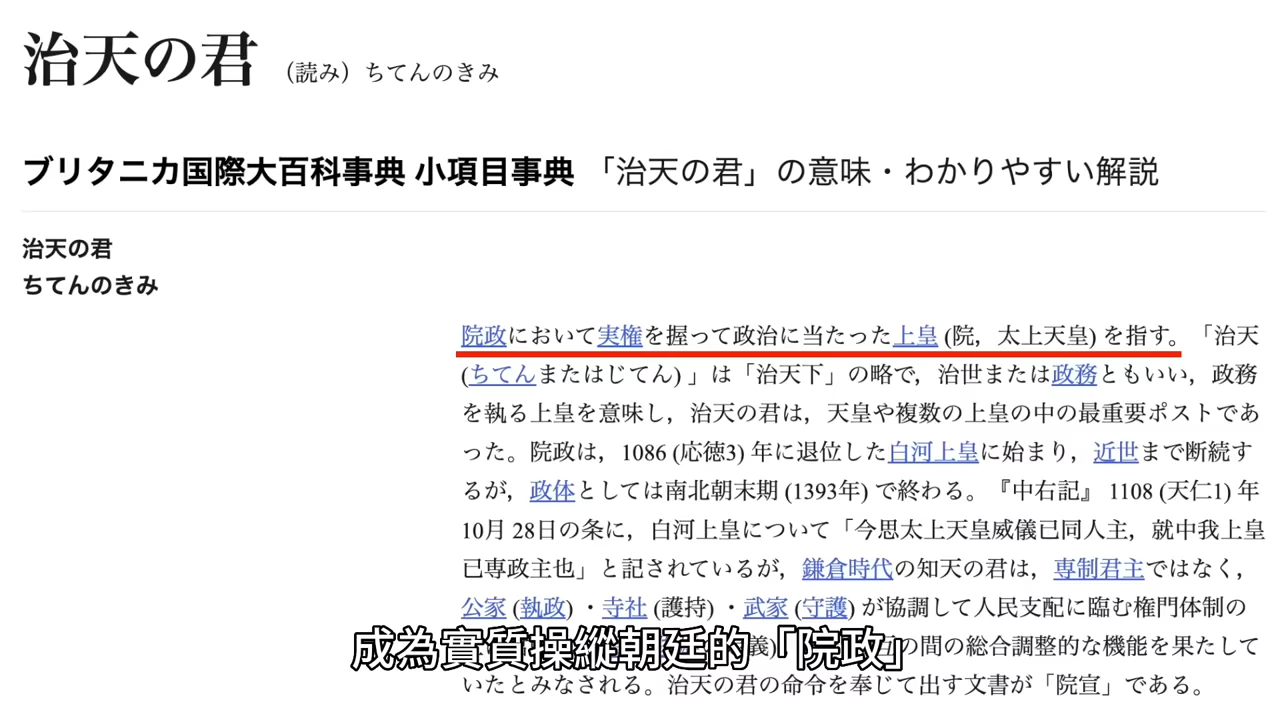 治天の君 （読み）ちてんのきみ
ブリタニカ国際大百科事典 小項目事典 「治天の君」の意味・わかりやすい解説
治天の君
ちてんのきみ
院政において実権を握って政治に当たった上皇 (院，太上天皇) を指す。「治天
(ちてんまたはじてん) 」は「治天下」の略で，治世または政務ともいい，政務
を執る上皇を意味し，治天の君は，天皇や複数の上皇の中の最重要ポストであ
った。院政は，1086 (応徳3) 年に退位した白河上皇に始まり，近世まで断続す
るが，政体としては南北朝末期 (1393年) で終わる。『中右記』 1108 (天仁1) 年
10月 28日の条に，白河上皇について「今思太上天皇威儀已同人主，就中我上皇
已専政主也」と記されているが，鎌倉時代の知天の君は，専制君主ではなく，
公家 (執政) ・寺社 (護持) ・武家 (守護) が協調して人民支配に臨む権門体制の
義) の間の総合調整的な機能を果たして
成為實質操縱朝廷的「院政」
いたとみなされる。治天の君の命令を奉じて出す文書が「院宣」である。